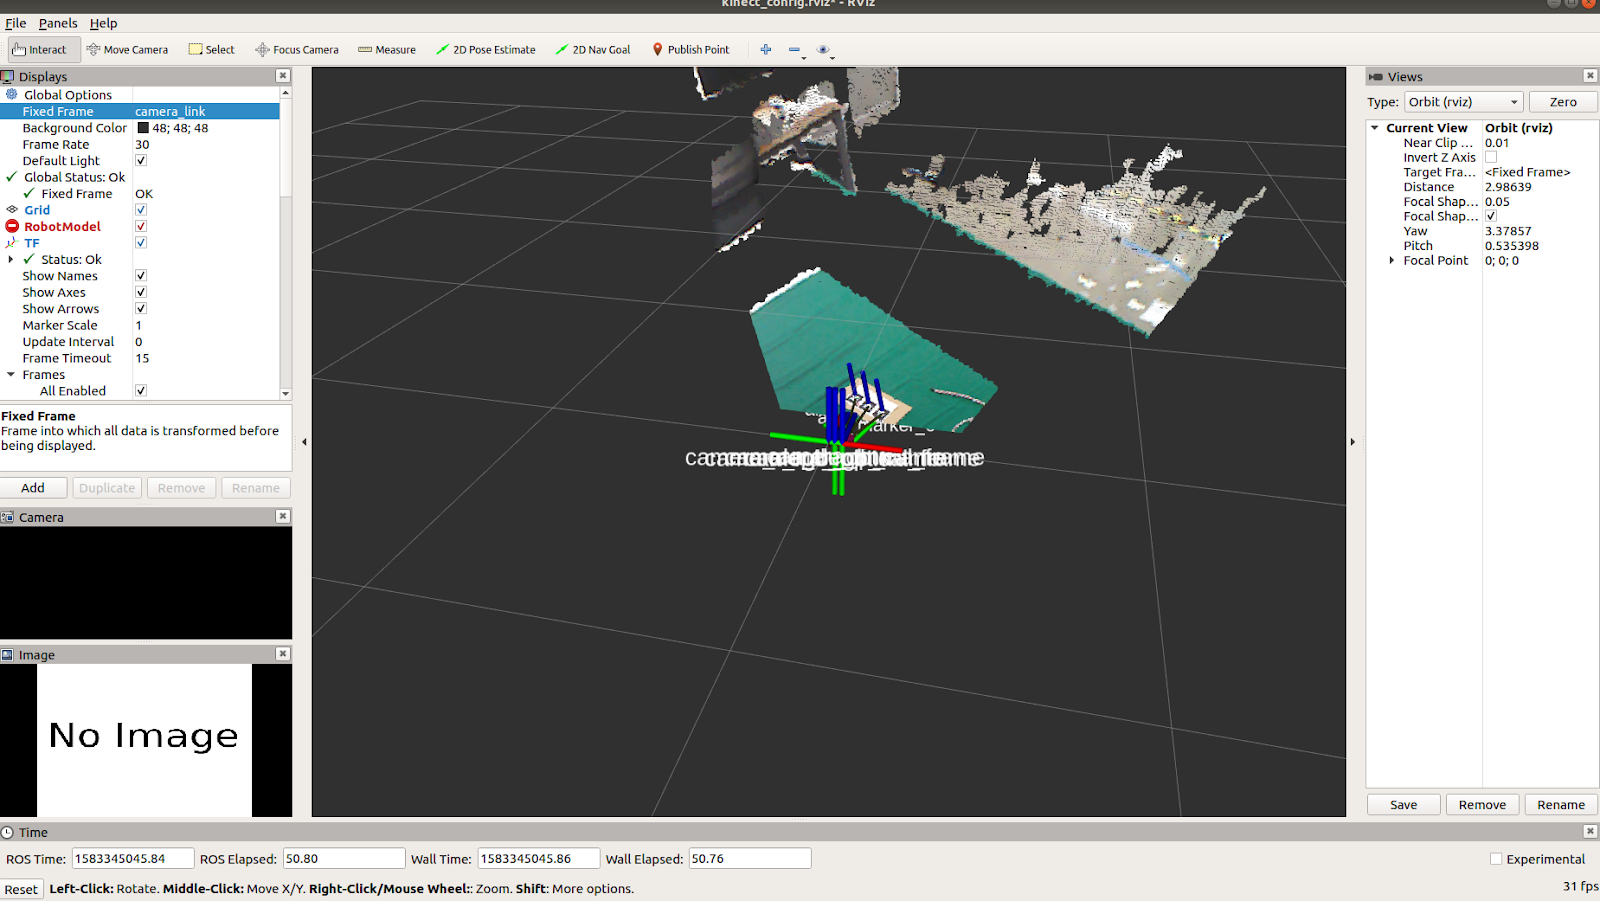 kinect_config.rviz* - RViz
File Panels Help
Interact Move Camera Select Focus Camera Measure 2D Pose Estimate 2D Nav Goal Publish Point
Displays
Global Options
Fixed Frame camera_link
Background Color 48; 48; 48
Frame Rate 30
Default Light
Global Status: Ok
Fixed Frame OK
Grid
RobotModel
TF
Status: Ok
Show Names
Show Axes
Show Arrows
Marker Scale 1
Update Interval 0
Frame Timeout 15
Frames
All Enabled
Fixed Frame
Frame into which all data is transformed before
being displayed.
Add Duplicate Remove Rename
Camera
Image
No Image
Views
Type: Orbit (rviz) Zero
Current View Orbit (rviz)
Near Clip ... 0.01
Invert Z Axis
Target Fra... <Fixed Frame>
Distance 2.98639
Focal Shap... 0.05
Focal Shap...
Yaw 3.37857
Pitch 0.535398
Focal Point 0; 0; 0
Save Remove Rename
Time
ROS Time: 1583345045.84 ROS Elapsed: 50.80 Wall Time: 1583345045.86 Wall Elapsed: 50.76 Experimental
Reset Left-Click: Rotate. Middle-Click: Move X/Y. Right-Click/Mouse Wheel:: Zoom. Shift: More options. 31 fps